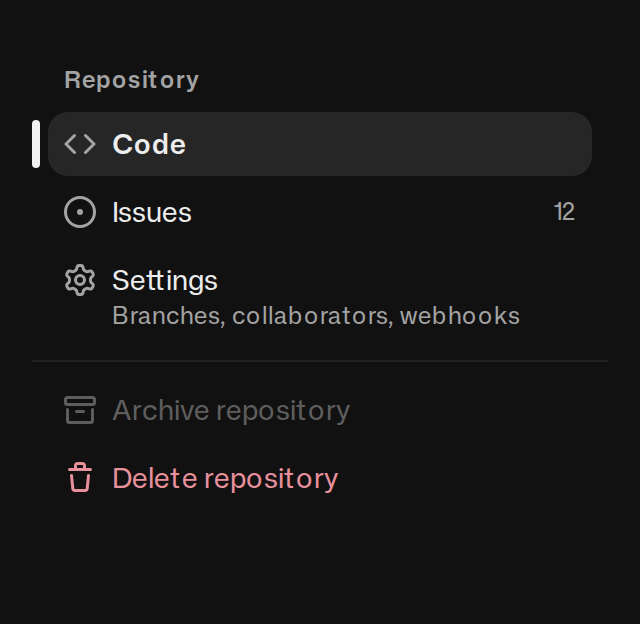 Repository
Code
Issues
12
Settings
Branches, collaborators, webhooks
Archive repository
Delete repository